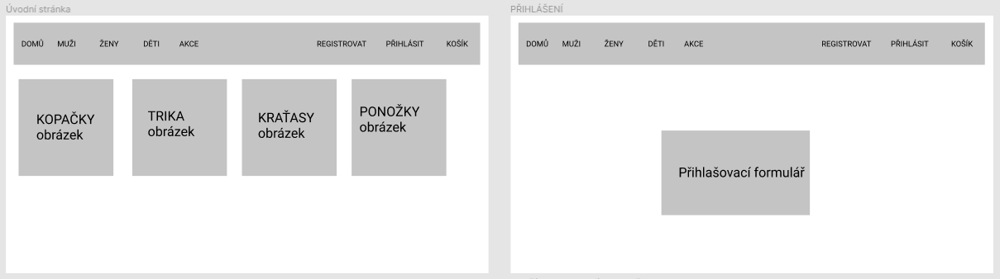 Úvodní stránka
DOMŮ MUŽI ŽENY DĚTI AKCE REGISTROVAT PŘIHLÁSIT KOŠÍK
KOPAČKY
obrázek
TRIKA
obrázek
KRAŤASY
obrázek
PONOŽKY
obrázek
PŘIHLÁŠENÍ
DOMŮ MUŽI ŽENY DĚTI AKCE REGISTROVAT PŘIHLÁSIT KOŠÍK
Přihlašovací formulář